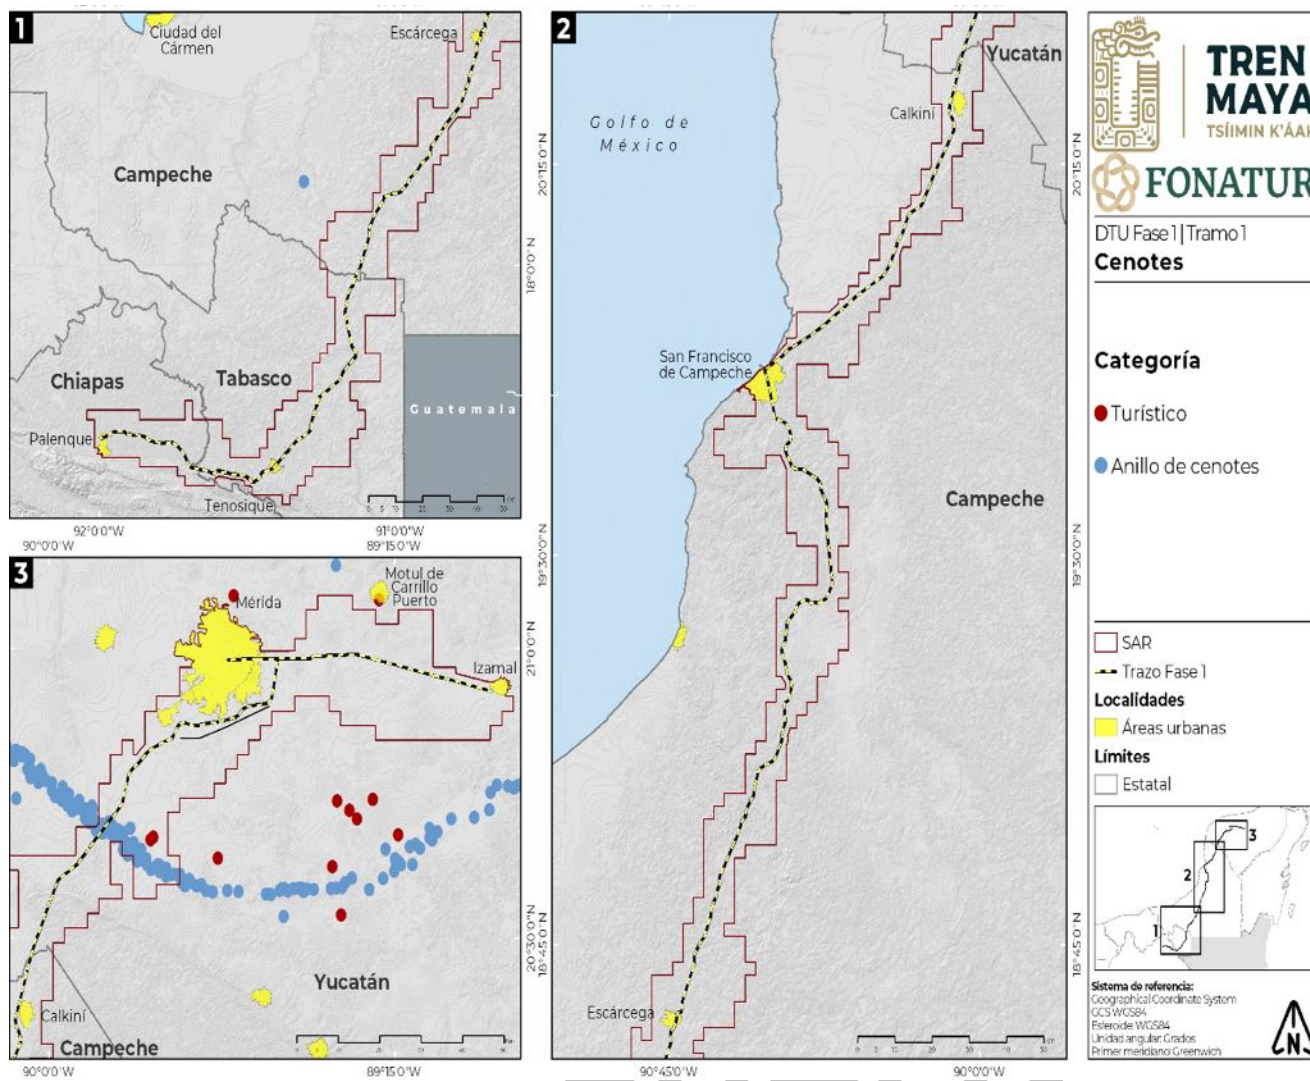 1
Ciudad del
Cármen
Escárcega
Campeche
Chiapas
Tabasco
Guatemala
Palenque
Tenosique
92°0'0"W
91°0'0"W
18°0'0"N
2
Yucatán
Calkiní
Golfo de
México
San Francisco
de Campeche
Campeche
Escárcega
20°15'0"N
19°30'0"N
18°45'0"N
90°45'0"W
90°0'0"W
90°0'0"W
89°15'0"W
3
Mérida
Motul de
Carrillo
Puerto
Izamal
Yucatán
Calkiní
Campeche
21°0'0"N
20°30'0"N
90°0'0"W
89°15'0"W
TREN
MAYA
TSÍIMIN K'ÁAK
FONATUR
DTU Fase 1 | Tramo 1
Cenotes
Categoría
Turístico
Anillo de cenotes
SAR
Trazo Fase 1
Localidades
Áreas urbanas
Límites
Estatal
1
2
3
Sistema de referencia:
Geographical Coordinate System
GCS WGS84
Esferoide: WGS84
Unidad angular: Grados
Primer meridiano: Greenwich
N